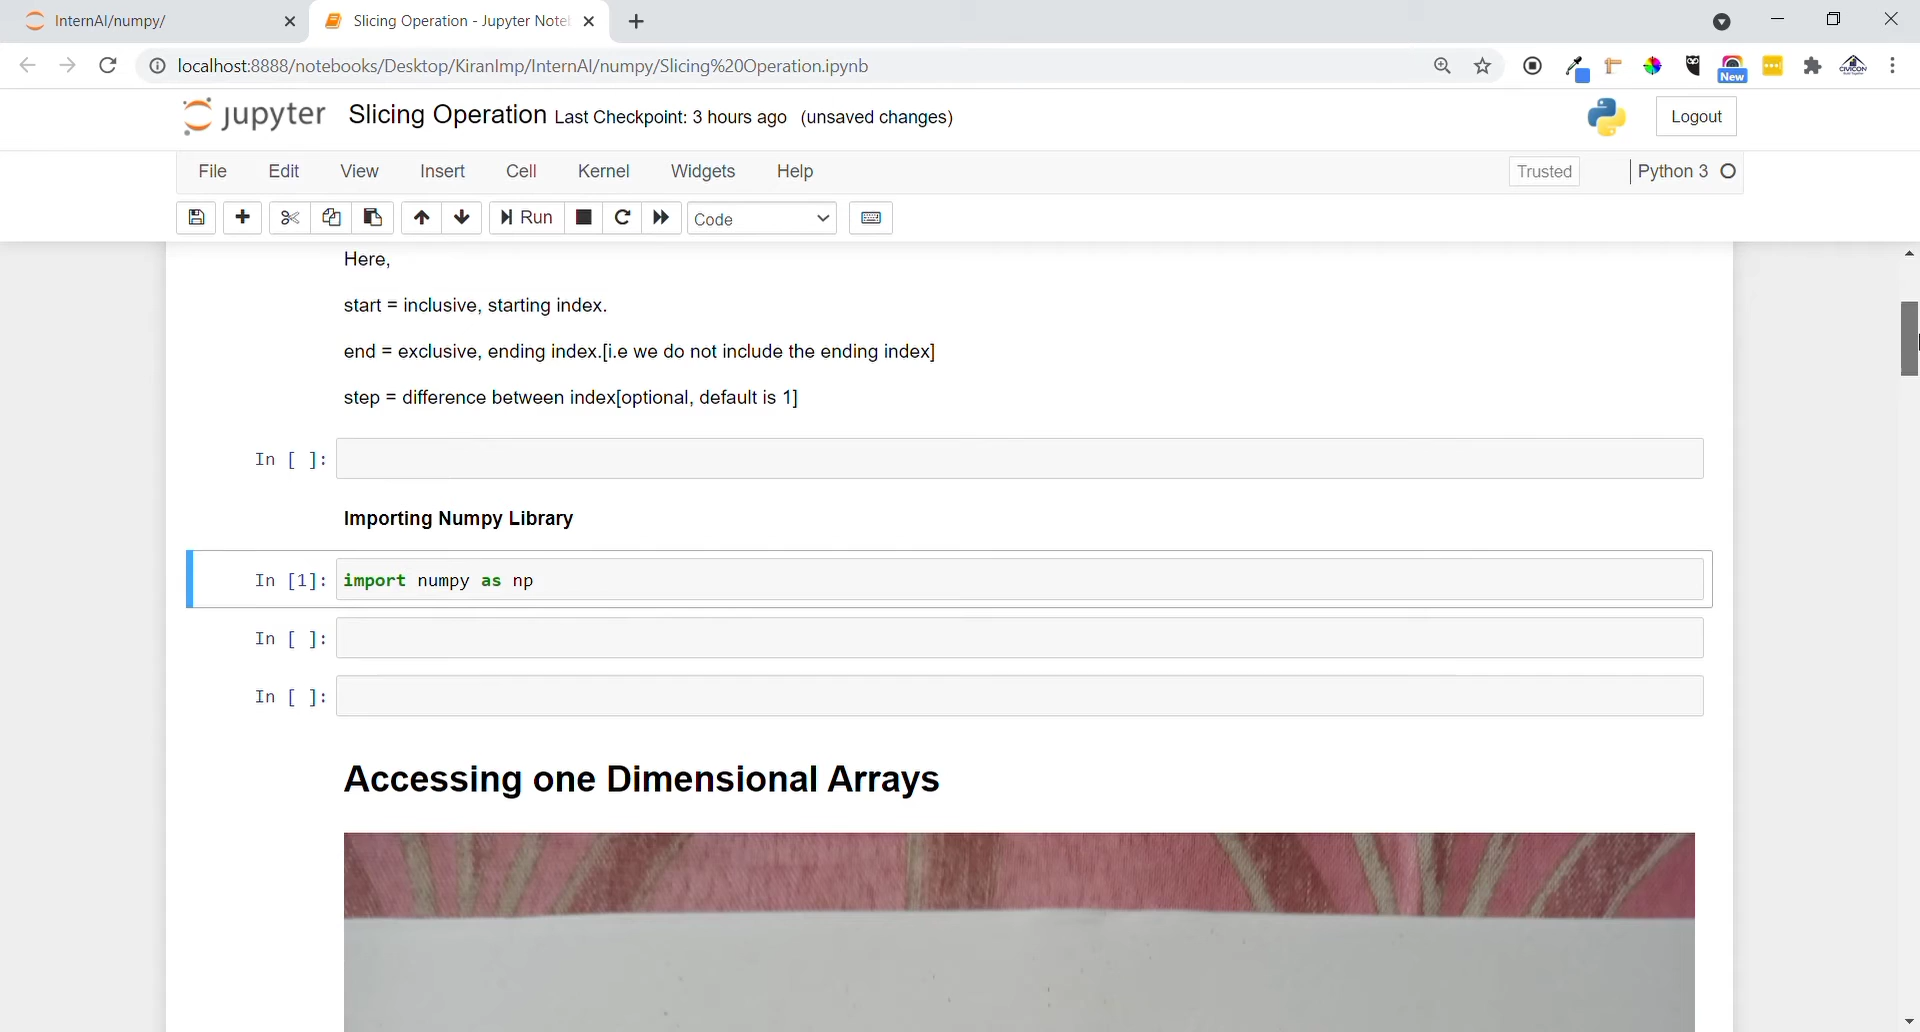 InternAI/numpy/
Slicing Operation - Jupyter Note
localhost:8888/notebooks/Desktop/KiranImp/InternAI/numpy/Slicing%20Operation.ipynb
New
CIVICON
jupyter Slicing Operation Last Checkpoint: 3 hours ago (unsaved changes)
Logout
File Edit View Insert Cell Kernel Widgets Help
Trusted
Python 3
Run
Code
Here,
start = inclusive, starting index.
end = exclusive, ending index.[i.e we do not include the ending index]
step = difference between index[optional, default is 1]
In [ ]:
Importing Numpy Library
In [1]: import numpy as np
In [ ]:
In [ ]:
Accessing one Dimensional Arrays